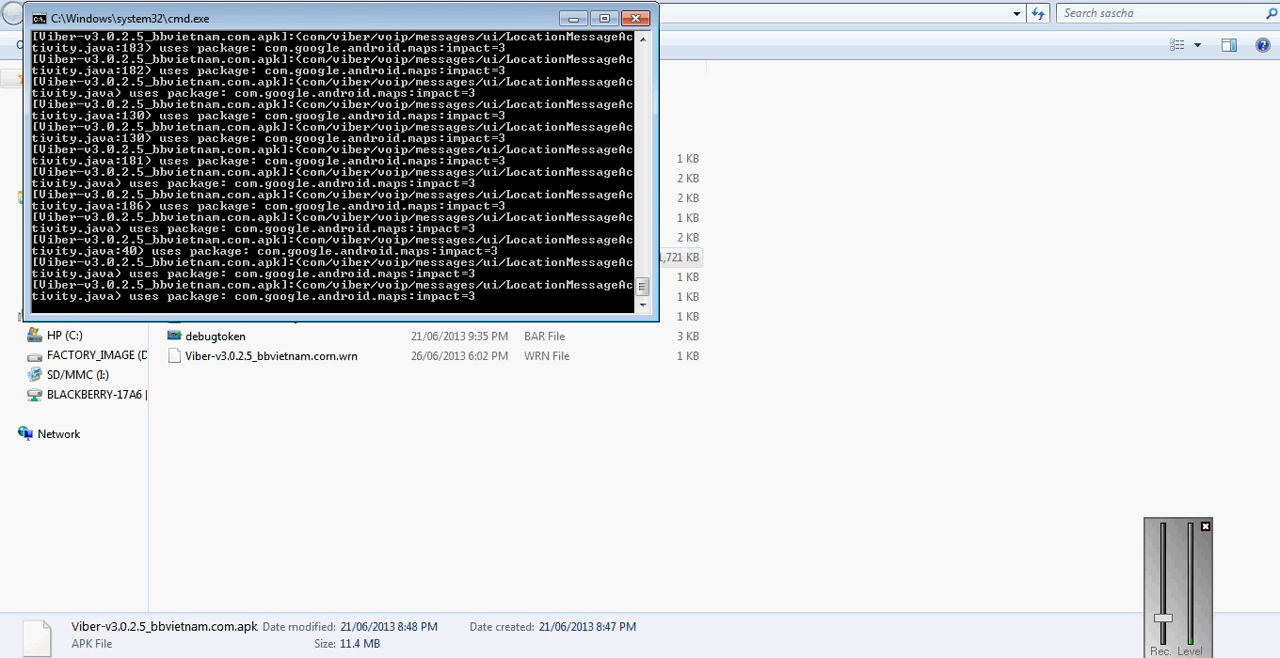 C:\Windows\system32\cmd.exe
Search sascha
[Viber-v3.0.2.5_bbvietnam.com.apk]:(com/viber/voip/messages/ui/LocationMessageAc
tivity.java:183) uses package: com.google.android.maps:impact=3
[Viber-v3.0.2.5_bbvietnam.com.apk]:(com/viber/voip/messages/ui/LocationMessageAc
tivity.java:182) uses package: com.google.android.maps:impact=3
[Viber-v3.0.2.5_bbvietnam.com.apk]:(com/viber/voip/messages/ui/LocationMessageAc
tivity.java) uses package: com.google.android.maps:impact=3
[Viber-v3.0.2.5_bbvietnam.com.apk]:(com/viber/voip/messages/ui/LocationMessageAc
tivity.java:130) uses package: com.google.android.maps:impact=3
[Viber-v3.0.2.5_bbvietnam.com.apk]:(com/viber/voip/messages/ui/LocationMessageAc
tivity.java:130) uses package: com.google.android.maps:impact=3
[Viber-v3.0.2.5_bbvietnam.com.apk]:(com/viber/voip/messages/ui/LocationMessageAc
tivity.java:181) uses package: com.google.android.maps:impact=3
[Viber-v3.0.2.5_bbvietnam.com.apk]:(com/viber/voip/messages/ui/LocationMessageAc
tivity.java) uses package: com.google.android.maps:impact=3
[Viber-v3.0.2.5_bbvietnam.com.apk]:(com/viber/voip/messages/ui/LocationMessageAc
tivity.java:186) uses package: com.google.android.maps:impact=3
[Viber-v3.0.2.5_bbvietnam.com.apk]:(com/viber/voip/messages/ui/LocationMessageAc
tivity.java) uses package: com.google.android.maps:impact=3
[Viber-v3.0.2.5_bbvietnam.com.apk]:(com/viber/voip/messages/ui/LocationMessageAc
tivity.java:40) uses package: com.google.android.maps:impact=3
[Viber-v3.0.2.5_bbvietnam.com.apk]:(com/viber/voip/messages/ui/LocationMessageAc
tivity.java) uses package: com.google.android.maps:impact=3
[Viber-v3.0.2.5_bbvietnam.com.apk]:(com/viber/voip/messages/ui/LocationMessageAc
tivity.java) uses package: com.google.android.maps:impact=3
1 KB
2 KB
2 KB
1 KB
2 KB
1,721 KB
1 KB
1 KB
1 KB
HP (C:)
debugtoken 21/06/2013 9:35 PM BAR File 3 KB
FACTORY_IMAGE (D
Viber-v3.0.2.5_bbvietnam.com.wrn 26/06/2013 6:02 PM WRN File 1 KB
SD/MMC (I:)
BLACKBERRY-17A6
Network
Viber-v3.0.2.5_bbvietnam.com.apk Date modified: 21/06/2013 8:48 PM Date created: 21/06/2013 8:47 PM
APK File Size: 11.4 MB
Rec. Level